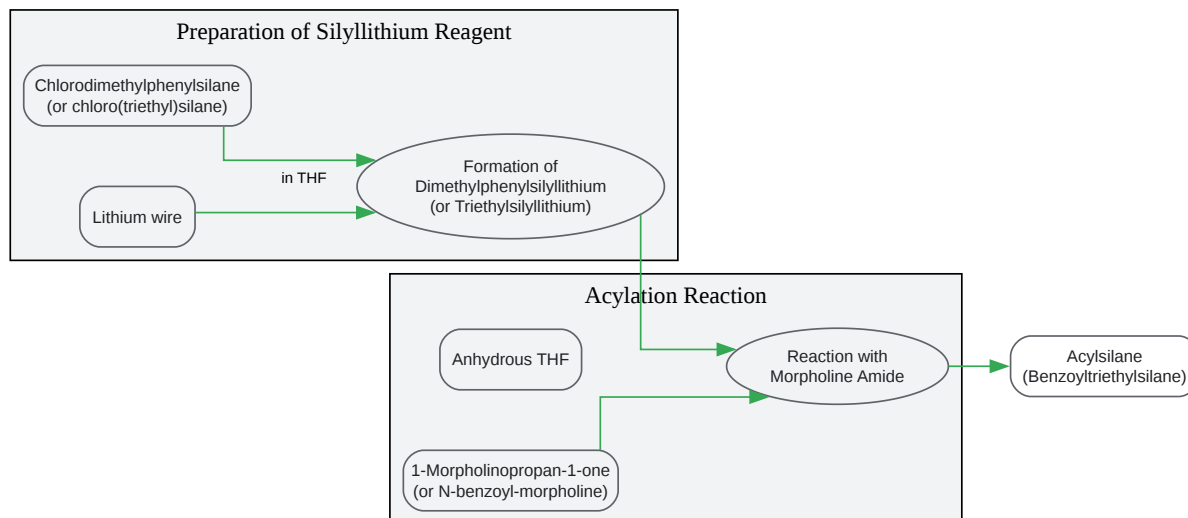 Preparation of Silyllithium Reagent
Chlorodimethylphenylsilane
(or chloro(triethyl)silane)
in THF
Lithium wire
Formation of
Dimethylphenylsilyllithium
(or Triethylsilyllithium)
Acylation Reaction
Anhydrous THF
1-Morpholinopropan-1-one
(or N-benzoyl-morpholine)
Reaction with
Morpholine Amide
Acylsilane
(Benzoyltriethylsilane)